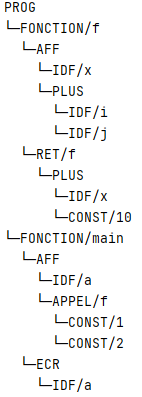 PROG
└─FONCTION/f
  └─AFF
    └─IDF/x
    └─PLUS
      └─IDF/i
      └─IDF/j
  └─RET/f
    └─PLUS
      └─IDF/x
      └─CONST/10
└─FONCTION/main
  └─AFF
    └─IDF/a
    └─APPEL/f
      └─CONST/1
      └─CONST/2
  └─ECR
    └─IDF/a